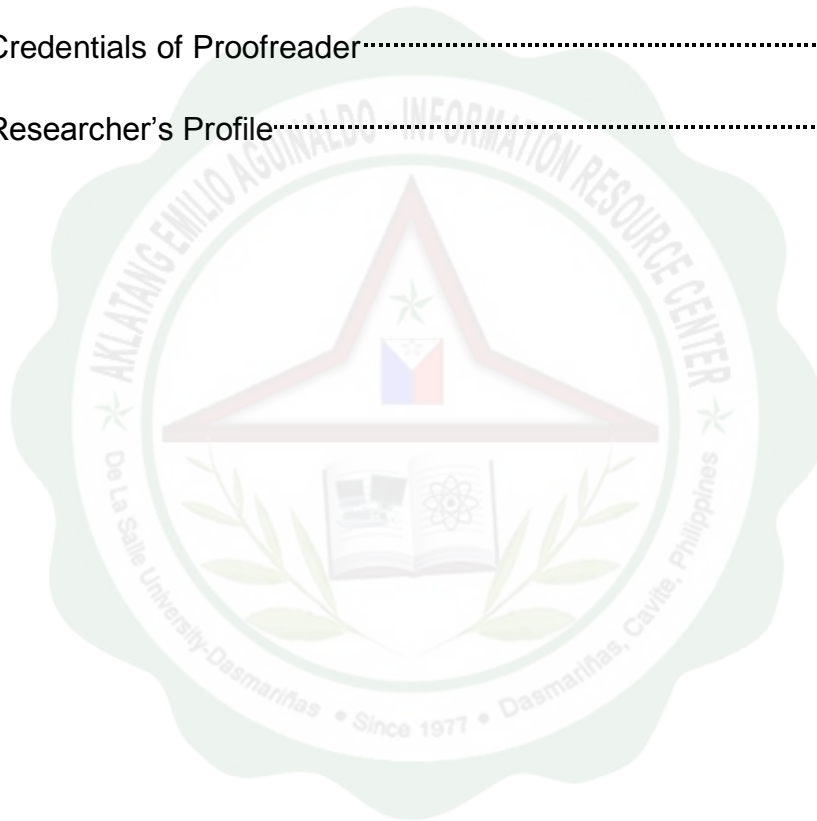 Credentials of Proofreader
Researcher's Profile
AKLATANG EMILIO AGUINALDO - INFORMATION RESOURCE CENTER
De La Salle University-Dasmariñas • Since 1977 • Dasmariñas, Cavite, Philippines